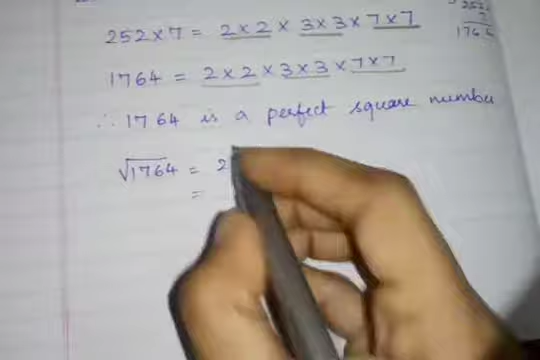 252 × 7 = 2 × 2 × 3 × 3 × 7 × 7
1764 = 2 × 2 × 3 × 3 × 7 × 7
∴ 1764 is a perfect square numbe
√1764 = 2
=
252
7
1764